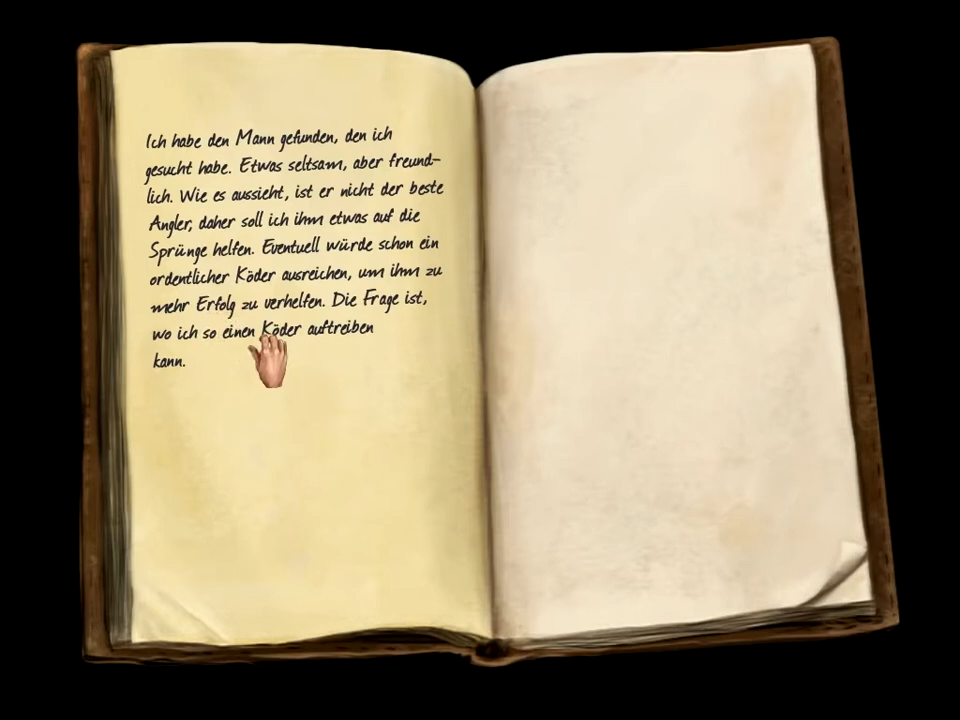 Ich habe den Mann gefunden, den ich
gesucht habe. Etwas seltsam, aber freund-
lich. Wie es aussieht, ist er nicht der beste
Angler, daher soll ich ihm etwas auf die
Sprünge helfen. Eventuell würde schon ein
ordentlicher Köder ausreichen, um ihm zu
mehr Erfolg zu verhelfen. Die Frage ist,
wo ich so einen Köder auftreiben
kann.